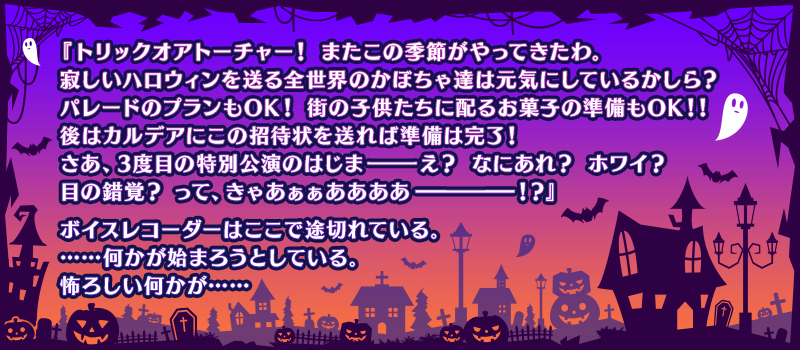 『トリックオアトーチャー！ またこの季節がやってきたわ。
寂しいハロウィンを送る全世界のかぼちゃ達は元気にしているかしら？
パレードのプランもOK！ 街の子供たちに配るお菓子の準備もOK！！
後はカルデアにこの招待状を送れば準備は完了！
さあ、3度目の特別公演のはじま───え？ なにあれ？ ホワイ？
目の錯覚？ って、きゃあぁぁああああ──────！？』
ボイスレコーダーはここで途切れている。
……何かが始まろうとしている。
怖ろしい何かが……